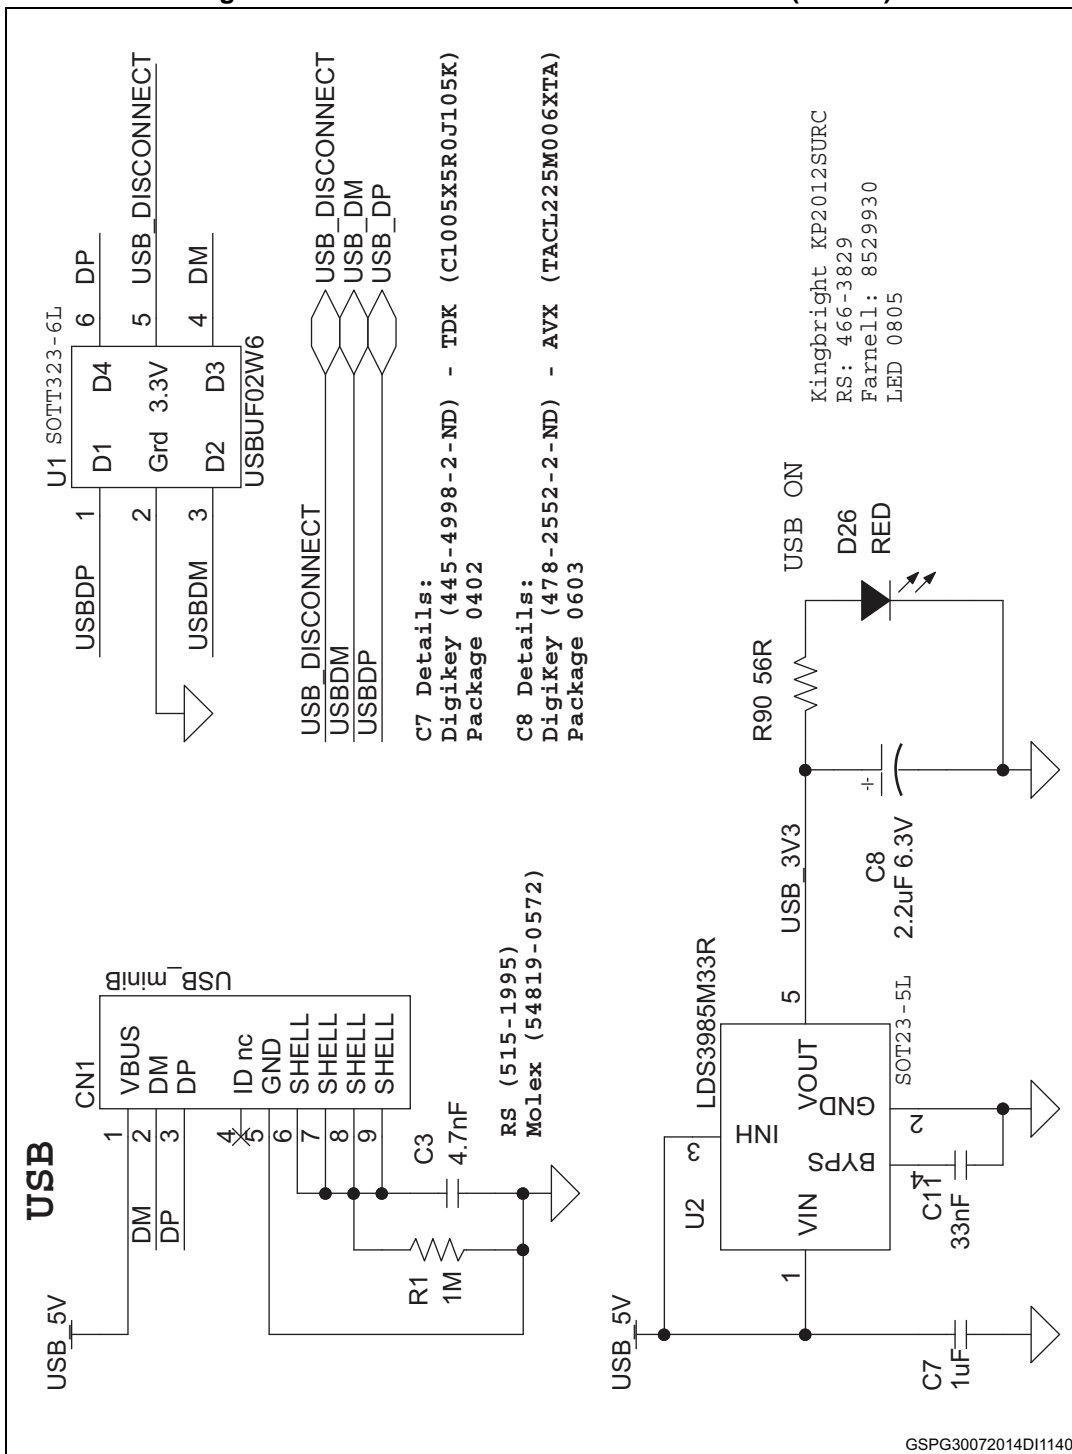 USB
USB_5V
DM
DP
1
2
3
4
5
6
7
8
9
CN1
VBUS
DM
DP
ID nc
GND
SHELL
SHELL
SHELL
SHELL
USB_miniB
R1
1M
C3
4.7nF
RS (515-1995)
Molex (54819-0572)
U1 SOTT323-6L
USBDP
1
D1
D4
6
DP
2
Grd
3.3V
5
USB_DISCONNECT
USBDM
3
D2
D3
4
DM
USBUF02W6
USB_DISCONNECT
USBDM
USBDP
USB_DISCONNECT
USB_DM
USB_DP
C7 Details:
Digikey (445-4998-2-ND) - TDK (C1005X5R0J105K)
Package 0402
C8 Details:
DigiKey (478-2552-2-ND) - AVX (TACL225M006XTA)
Package 0603
USB_5V
C7
1uF
1
U2
3
LDS3985M33R
VIN
INH
VOUT
BYPS
GND
5
4
2
SOT23-5L
C11
33nF
USB_3V3
C8
2.2uF 6.3V
R90 56R
USB ON
D26
RED
Kingbright KP2012SURC
RS: 466-3829
Farnell: 8529930
LED 0805
GSPG30072014DI1140